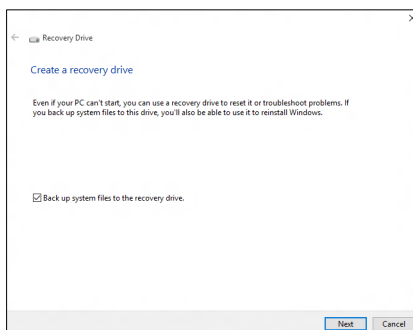 Recovery Drive
Create a recovery drive
Even if your PC can't start, you can use a recovery drive to reset it or troubleshoot problems. If
you back up system files to this drive, you'll also be able to use it to reinstall Windows.
Back up system files to the recovery drive.
Next Cancel